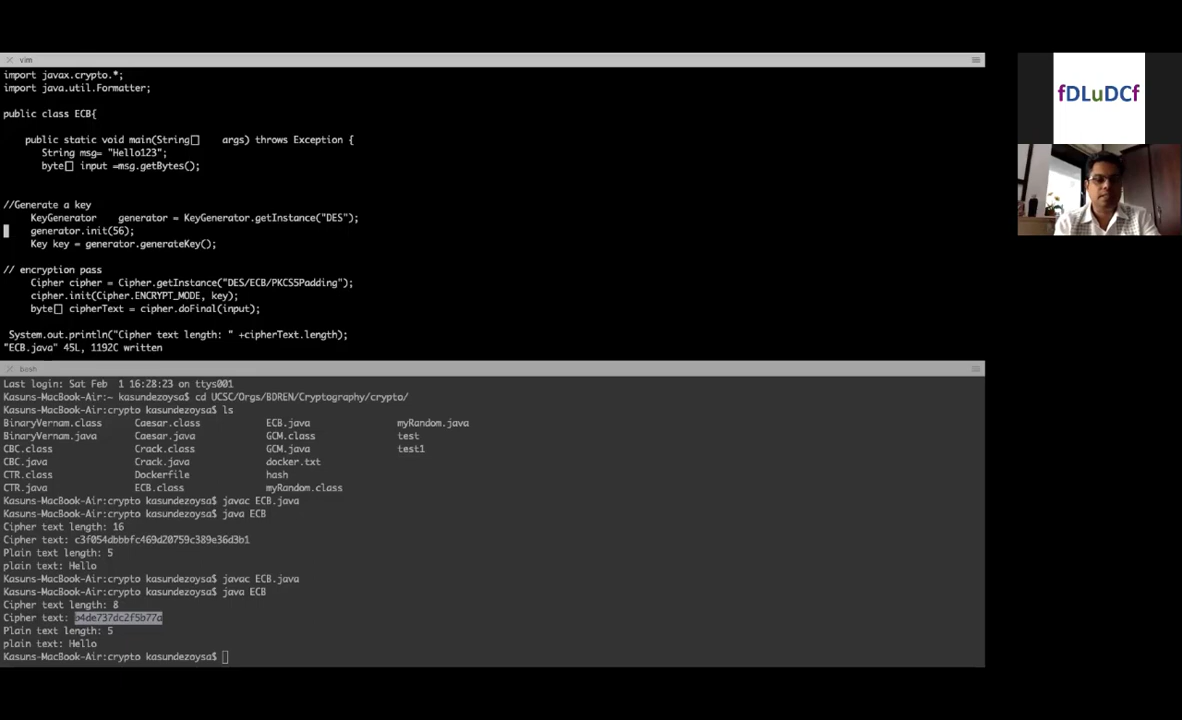 vim
import javax.crypto.*;
import java.util.Formatter;
public class ECB{
public static void main(String[] args) throws Exception {
String msg= "Hello123";
byte[] input =msg.getBytes();
//Generate a key
KeyGenerator generator = KeyGenerator.getInstance("DES");
generator.init(56);
Key key = generator.generateKey();
// encryption pass
Cipher cipher = Cipher.getInstance("DES/ECB/PKCS5Padding");
cipher.init(Cipher.ENCRYPT_MODE, key);
byte[] cipherText = cipher.doFinal(input);
System.out.println("Cipher text length: " +cipherText.length);
"ECB.java" 45L, 1192C written
bash
Last login: Sat Feb 1 16:28:23 on ttys001
Kasuns-MacBook-Air:~ kasundezoysa$ cd UCSC/Orgs/BDREN/Cryptography/crypto/
Kasuns-MacBook-Air:crypto kasundezoysa$ ls
BinaryVernam.class Caesar.class ECB.java myRandom.java
BinaryVernam.java Caesar.java GCM.class test
CBC.class Crack.class GCM.java test1
CBC.java Crack.java docker.txt
CTR.class Dockerfile hash
CTR.java ECB.class myRandom.class
Kasuns-MacBook-Air:crypto kasundezoysa$ javac ECB.java
Kasuns-MacBook-Air:crypto kasundezoysa$ java ECB
Cipher text length: 16
Cipher text: c3f054dbbbfc469d20759c389e36d3b1
Plain text length: 5
plain text: Hello
Kasuns-MacBook-Air:crypto kasundezoysa$ javac ECB.java
Kasuns-MacBook-Air:crypto kasundezoysa$ java ECB
Cipher text length: 8
Cipher text: b4de737dc2f5b77a
Plain text length: 5
plain text: Hello
Kasuns-MacBook-Air:crypto kasundezoysa$
fDLuDCf